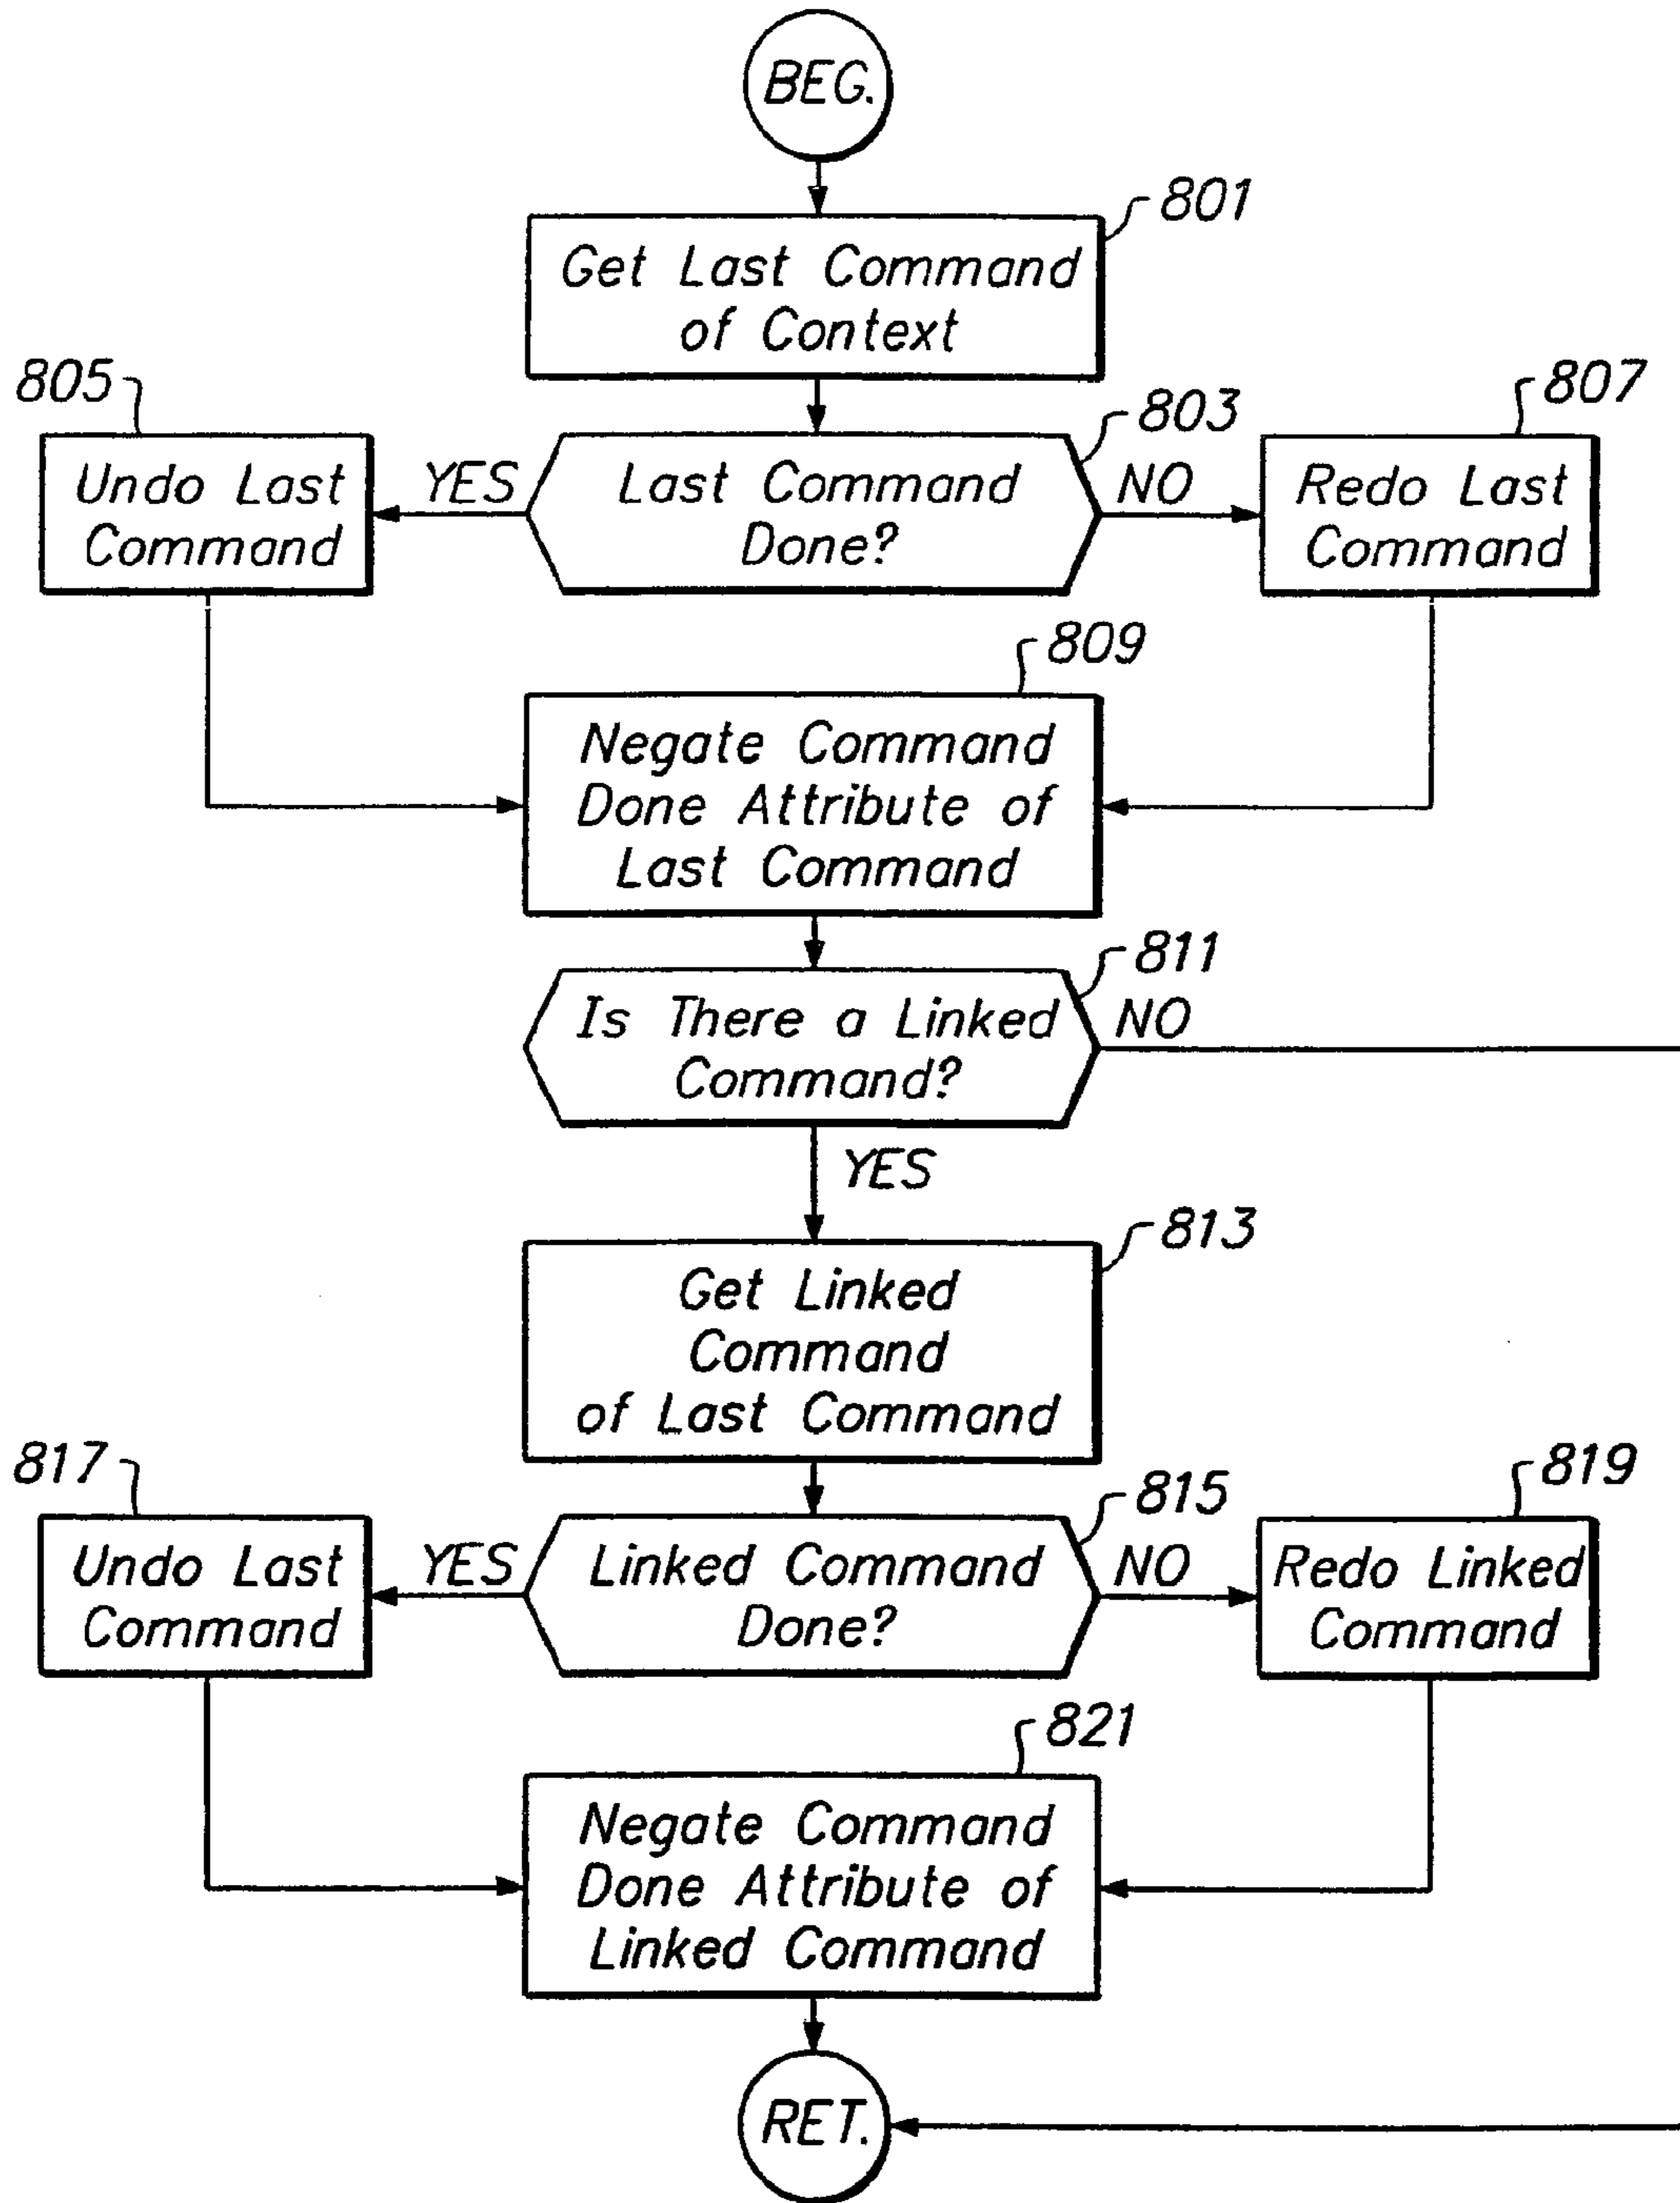 BEG.
801
Get Last Command
of Context
805
803
807
Undo Last
Command
YES
Last Command
Done?
NO
Redo Last
Command
809
Negate Command
Done Attribute of
Last Command
811
Is There a Linked
Command?
NO
YES
813
Get Linked
Command
of Last Command
817
815
819
Undo Last
Command
YES
Linked Command
Done?
NO
Redo Linked
Command
821
Negate Command
Done Attribute of
Linked Command
RET.